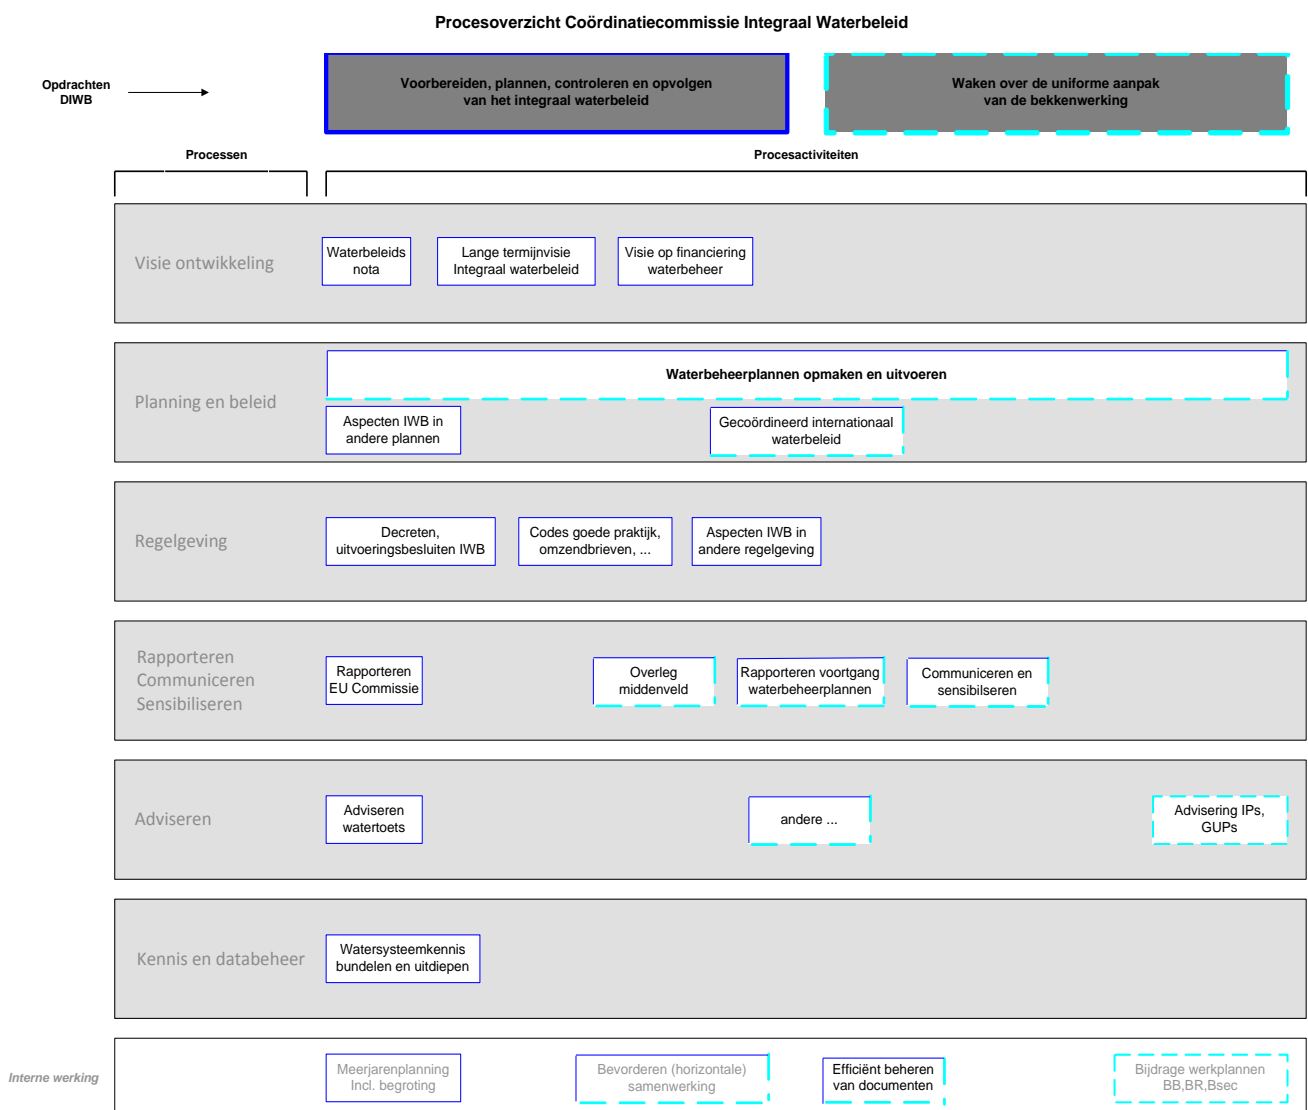 Procesoverzicht Coördinatiecommissie Integraal Waterbeleid
Opdrachten
DIWB
Voorbereiden, plannen, controleren en opvolgen
van het integraal waterbeleid
Waken over de uniforme aanpak
van de bekkenwerking
Processen
Procesactiviteiten
Visie ontwikkeling
Waterbeleids
nota
Lange termijnvisie
Integraal waterbeleid
Visie op financiering
waterbeheer
Planning en beleid
Waterbeheerplannen opmaken en uitvoeren
Aspecten IWB in
andere plannen
Gecoördineerd internationaal
waterbeleid
Regelgeving
Decreten,
uitvoeringsbesluiten IWB
Codes goede praktijk,
omzendbrieven, ...
Aspecten IWB in
andere regelgeving
Rapporteren
Communiceren
Sensibiliseren
Rapporteren
EU Commissie
Overleg
middenveld
Rapporteren voortgang
waterbeheerplannen
Communiceren en
sensibilseren
Adviseren
Adviseren
watertoets
andere ...
Advisering IPs,
GUPs
Kennis en databeheer
Watersysteemkennis
bundelen en uitdiepen
Interne werking
Meerjarenplanning
Incl. begroting
Bevorderen (horizontale)
samenwerking
Efficiënt beheren
van documenten
Bijdrage werkplannen
BB,BR,Bsec